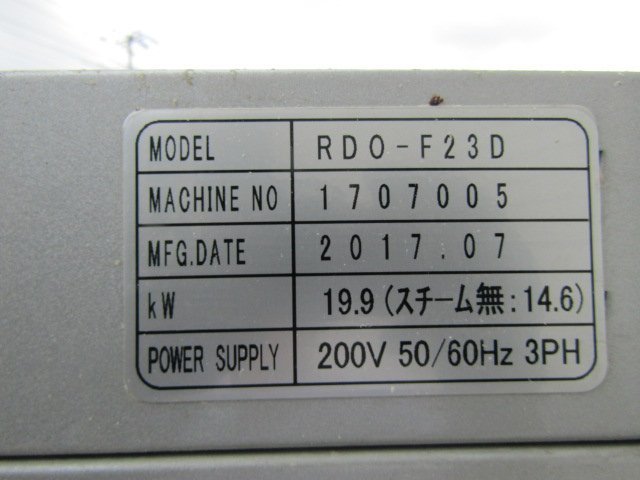 MODEL RDO-F23D
MACHINE NO 1707005
MFG.DATE 2017.07
kW 19.9 (スチーム無:14.6)
POWER SUPPLY 200V 50/60Hz 3PH